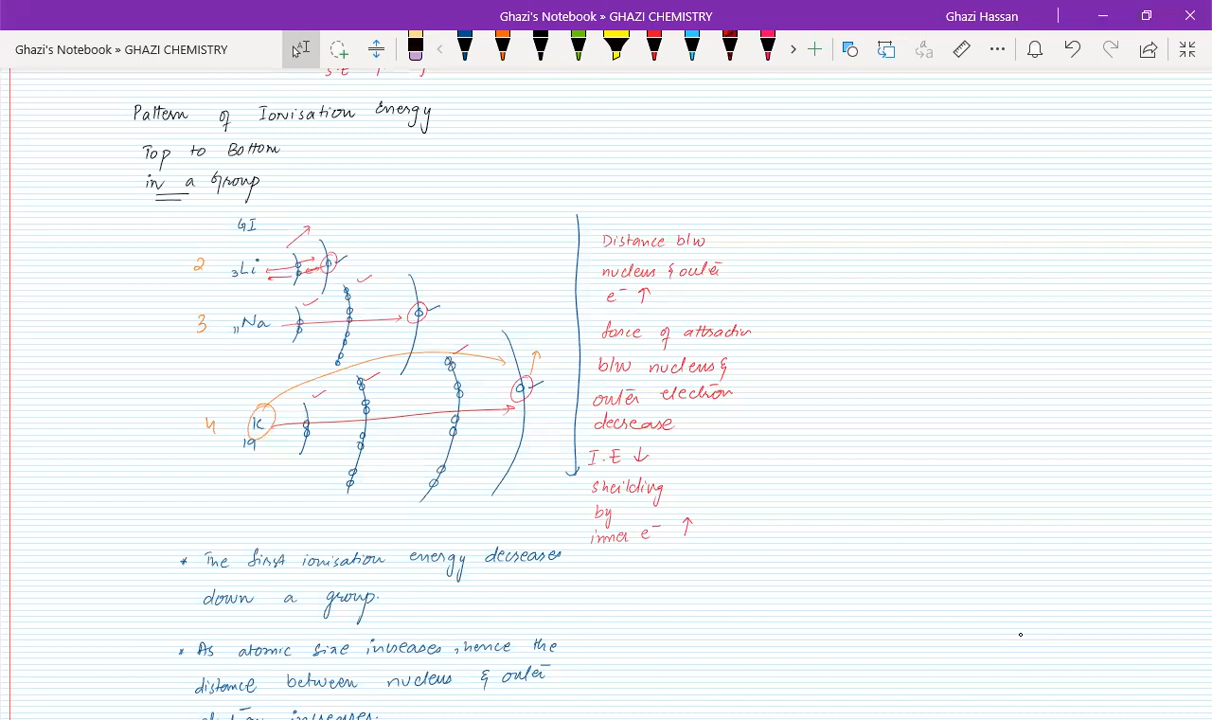 Ghazi's Notebook » GHAZI CHEMISTRY
Ghazi Hassan
Ghazi's Notebook » GHAZI CHEMISTRY
Pattern of Ionisation Energy
Top to Bottom
in a Group
GI
2 3Li
3 11Na
4 K
19
Distance b/w
nucleus & outer
e⁻ ↑
force of attraction
b/w nucleus &
outer electron
decrease
I.E ↓
sheilding
by
inner e⁻ ↑
* The first ionisation energy decreases
down a group.
* As atomic size increases, hence the
distance between nucleus & outer
increases.